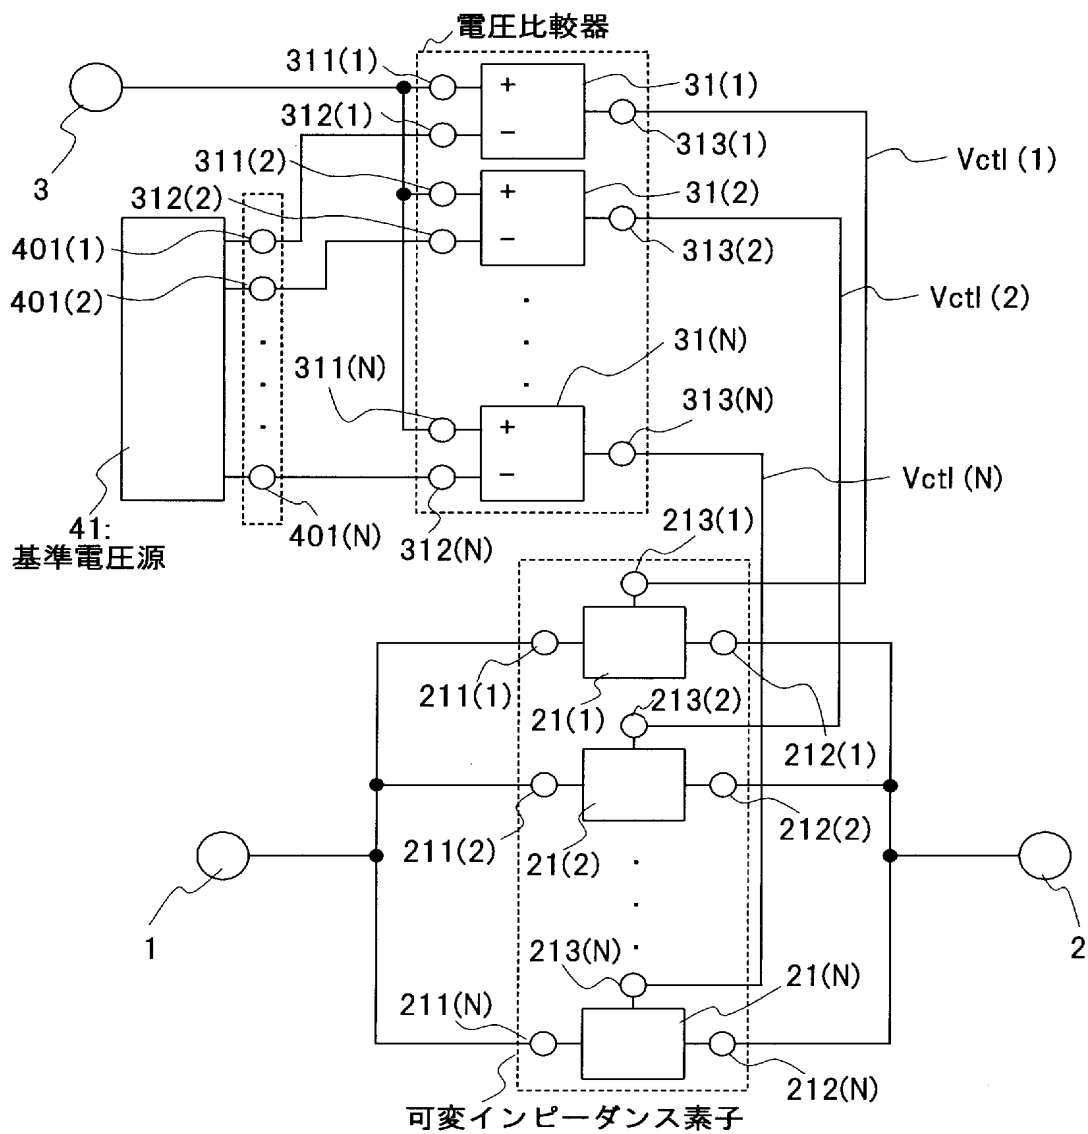 電圧比較器
311(1)
+
31(1)
312(1)
−
313(1)
3
311(2)
Vctl (1)
312(2)
+
31(2)
401(1)
−
313(2)
401(2)
Vctl (2)
31(N)
311(N)
313(N)
+
−
Vctl (N)
41:
基準電圧源
401(N)
312(N)
213(1)
211(1)
21(1)
213(2)
212(1)
211(2)
21(2)
212(2)
1
2
213(N)
21(N)
211(N)
212(N)
可変インピーダンス素子